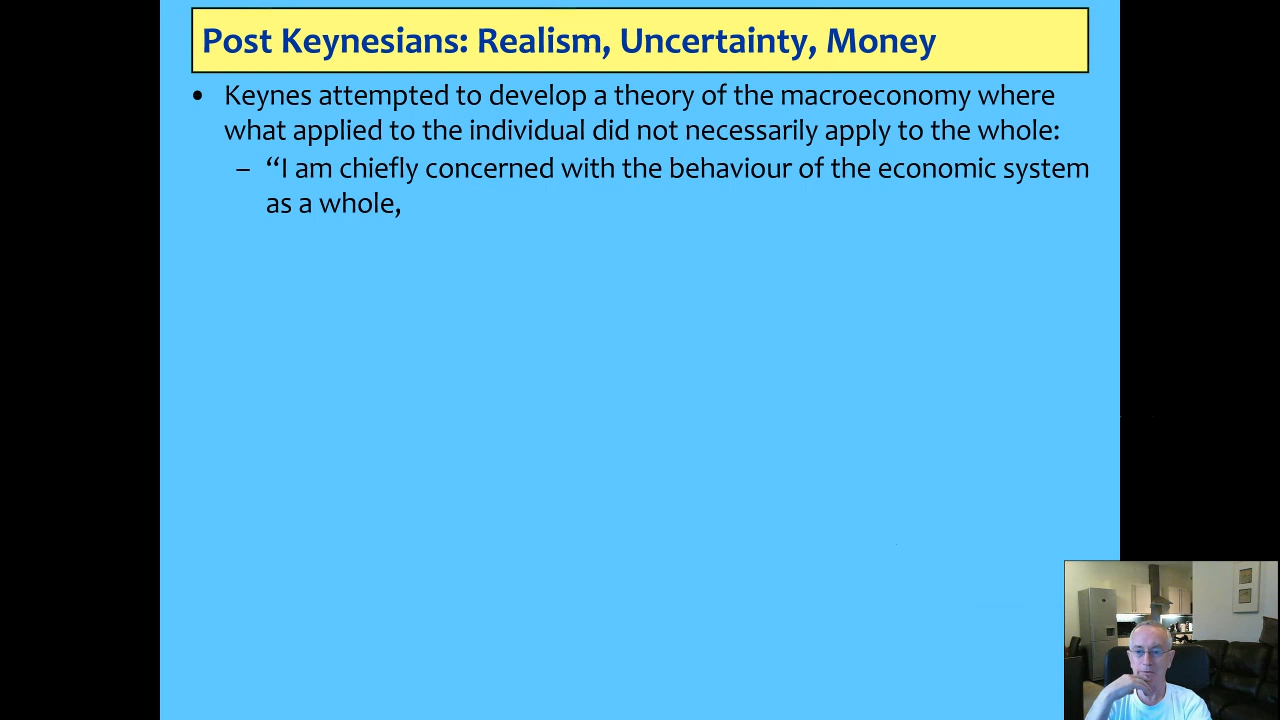 Post Keynesians: Realism, Uncertainty, Money
• Keynes attempted to develop a theory of the macroeconomy where
what applied to the individual did not necessarily apply to the whole:
– “I am chiefly concerned with the behaviour of the economic system
as a whole,